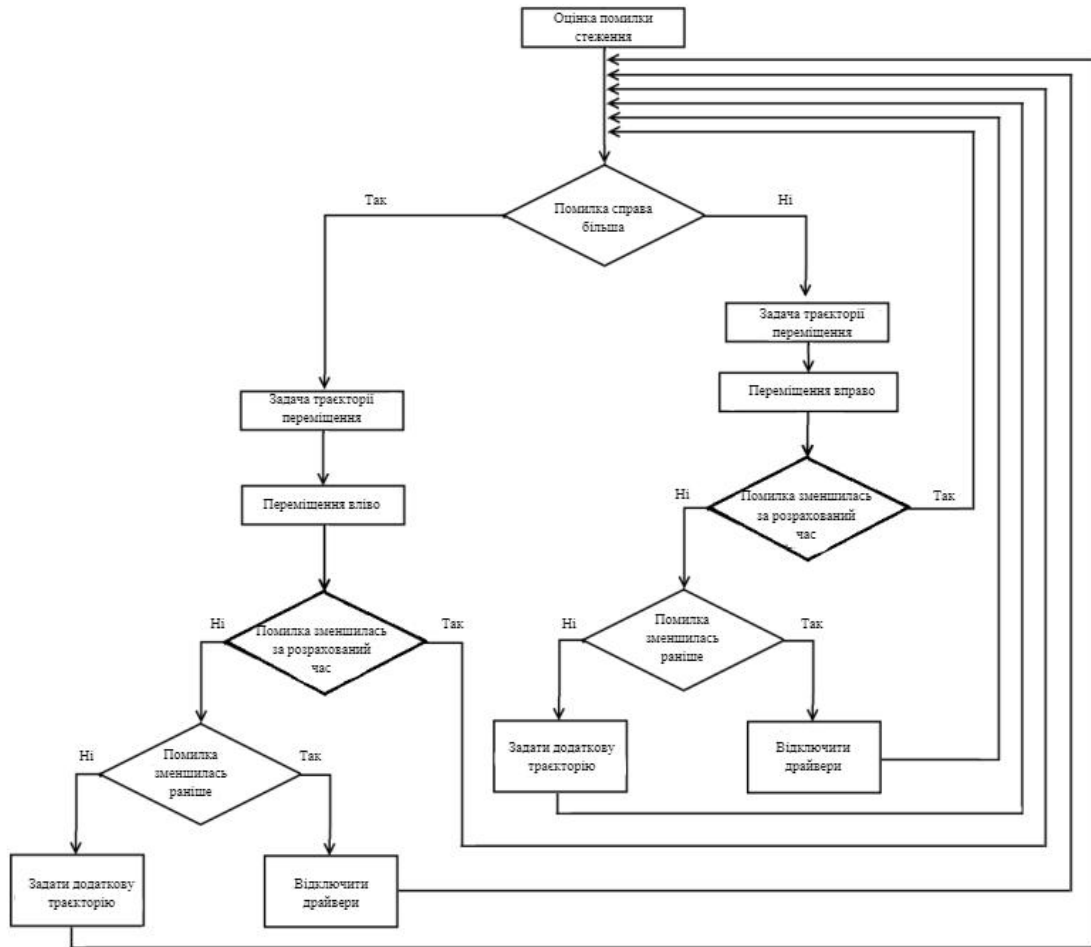 Оцінка помилки
стеження
Так
Ні
Помилка справа
більша
Задача траєкторії
переміщення
Переміщення вправо
Задача траєкторії
переміщення
Ні
Помилка зменшилась
за розрахований
час
Так
Переміщення вліво
Ні
Помилка
зменшилась
раніше
Так
Ні
Помилка зменшилась
за розрахований
час
Так
Задати додаткову
траєкторію
Відключити
драйвери
Ні
Помилка
зменшилась
раніше
Так
Задати додаткову
траєкторію
Відключити
драйвери